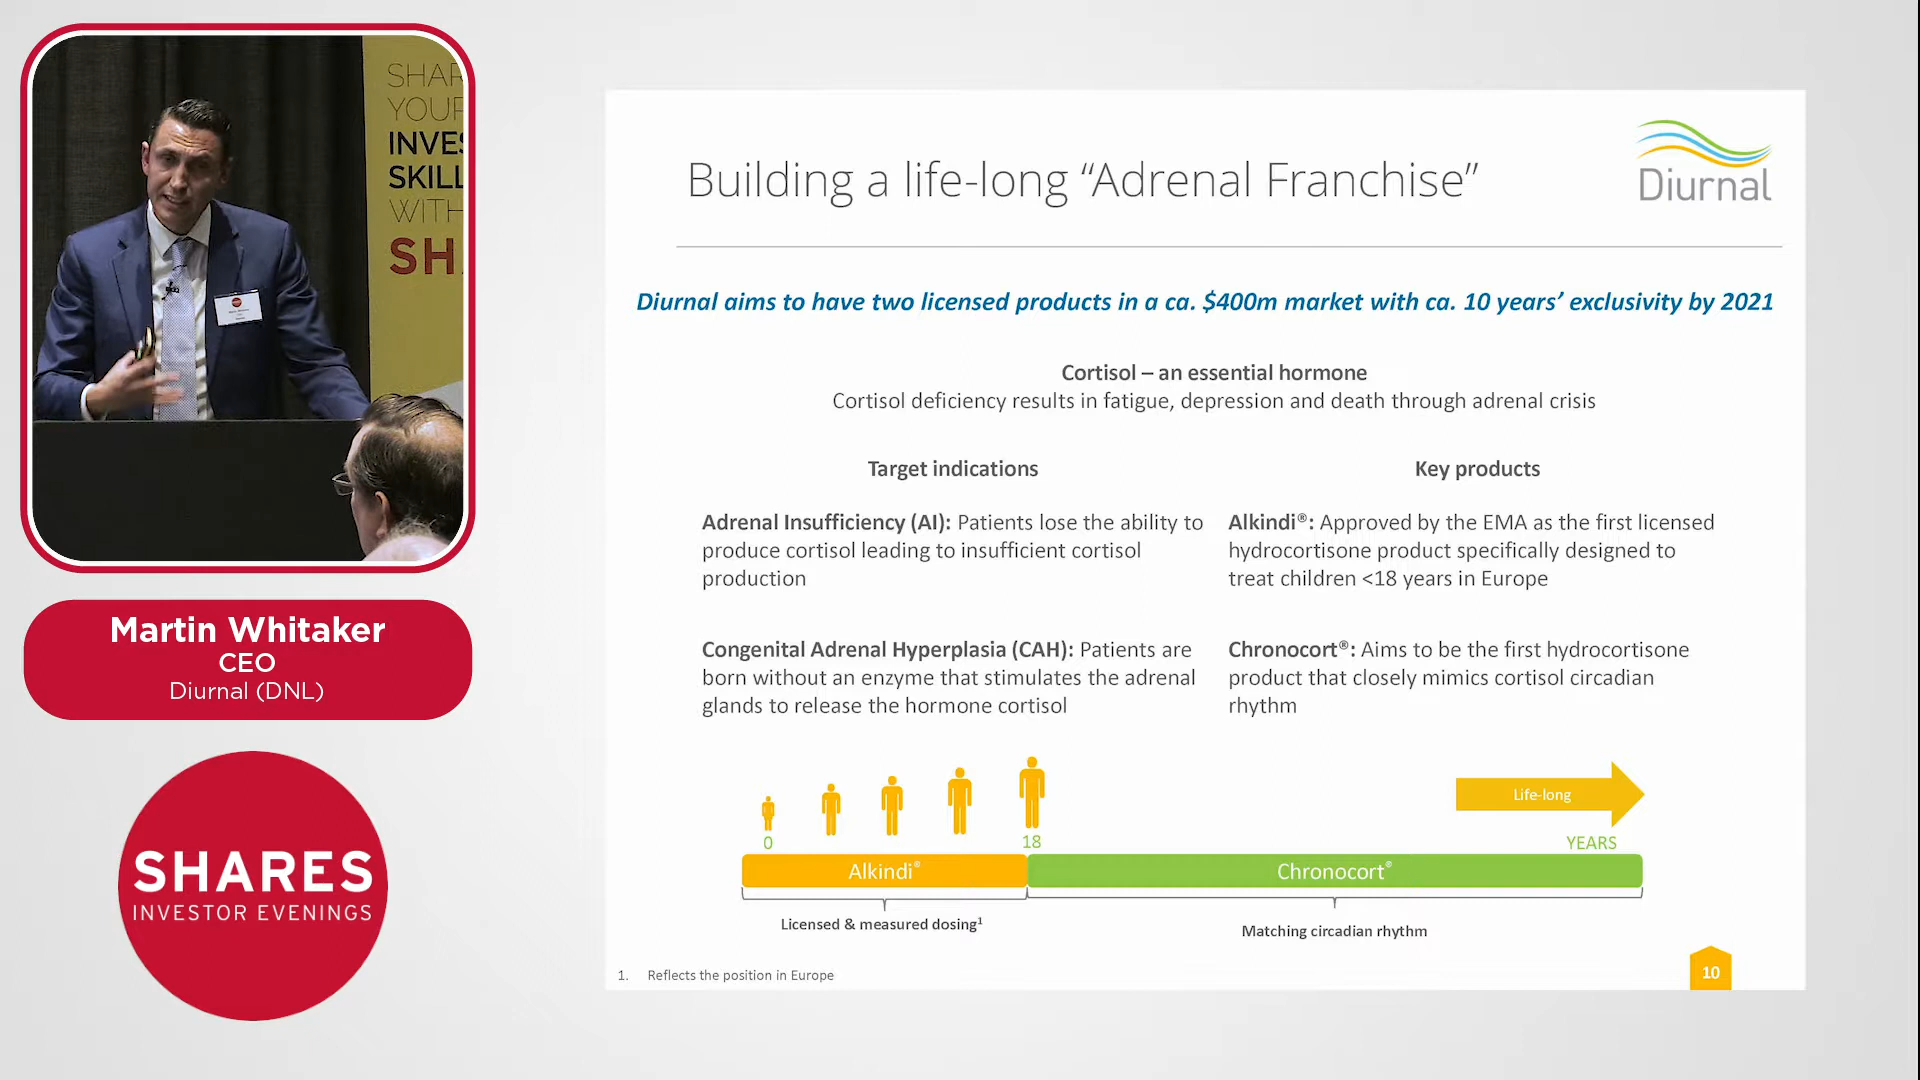 SHAR
YOUR
INVES
SKILL
WITH
SH
Martin Whitaker
CEO
Diurnal (DNL)
SHARES
INVESTOR EVENINGS
Building a life-long “Adrenal Franchise”
Diurnal
Diurnal aims to have two licensed products in a ca. $400m market with ca. 10 years’ exclusivity by 2021
Cortisol – an essential hormone
Cortisol deficiency results in fatigue, depression and death through adrenal crisis
Target indications
Adrenal Insufficiency (AI): Patients lose the ability to
produce cortisol leading to insufficient cortisol
production
Congenital Adrenal Hyperplasia (CAH): Patients are
born without an enzyme that stimulates the adrenal
glands to release the hormone cortisol
Key products
Alkindi®: Approved by the EMA as the first licensed
hydrocortisone product specifically designed to
treat children <18 years in Europe
Chronocort®: Aims to be the first hydrocortisone
product that closely mimics cortisol circadian
rhythm
Life-long
0
18
YEARS
Alkindi®
Chronocort®
Licensed & measured dosing¹
Matching circadian rhythm
1. Reflects the position in Europe
10